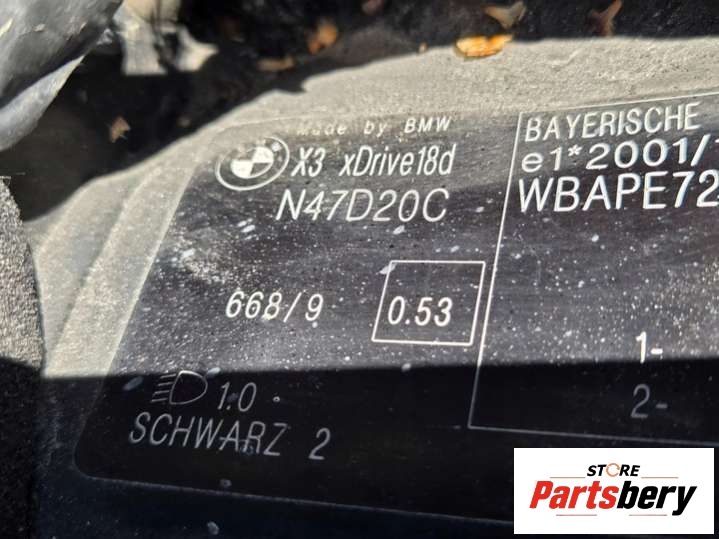 Made by BMW
X3 xDrive18d
N47D20C
668/9
0.53
1.0
SCHWARZ 2
BAYERISCHE
e1*2001/
WBAPE72
1-
2-
STORE
Partsbery